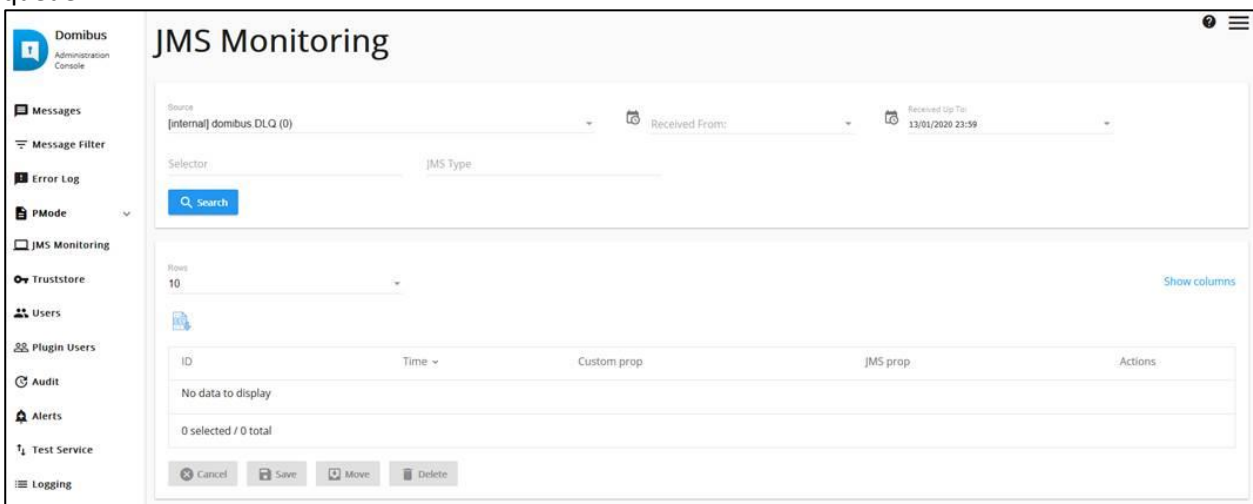 Domibus
Administration
Console
JMS Monitoring
Messages
Message Filter
Error Log
PMode
JMS Monitoring
Truststore
Users
Plugin Users
Audit
Alerts
Test Service
Logging
Source
[internal] domibus DLQ (0)
Received From:
Received Up To:
13/01/2020 23:59
Selector
JMS Type
Search
Rows
10
Show columns
ID Time Custom prop JMS prop Actions
No data to display
0 selected / 0 total
Cancel Save Move Delete